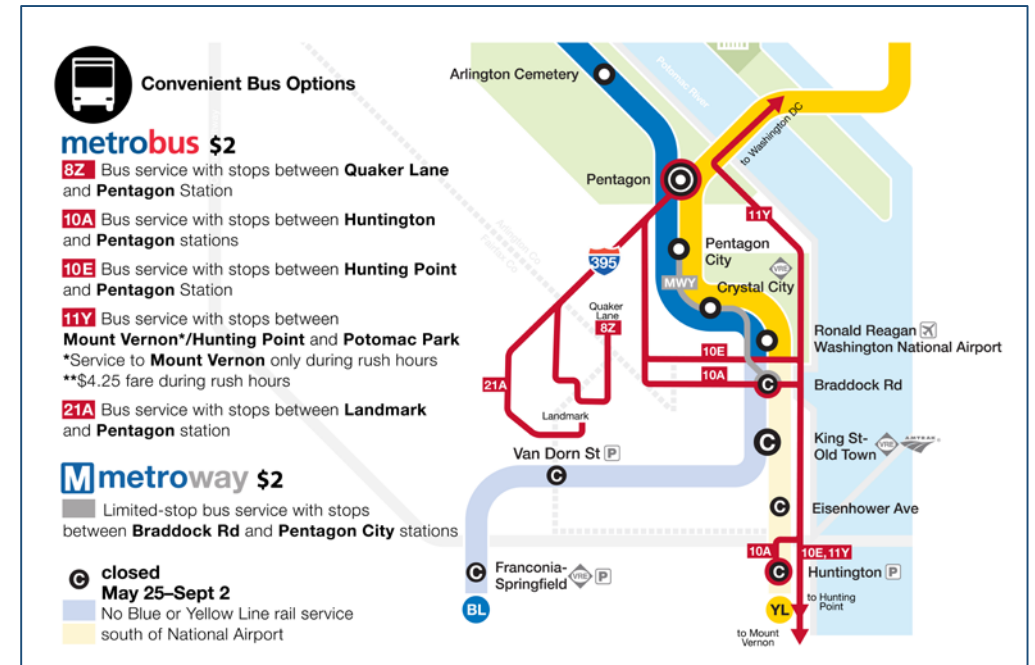 Convenient Bus Options
metrobus $2
8Z Bus service with stops between Quaker Lane
and Pentagon Station
10A Bus service with stops between Huntington
and Pentagon stations
10E Bus service with stops between Hunting Point
and Pentagon Station
11Y Bus service with stops between
Mount Vernon*/Hunting Point and Potomac Park
*Service to Mount Vernon only during rush hours
**$4.25 fare during rush hours
21A Bus service with stops between Landmark
and Pentagon station
M metroway $2
Limited-stop bus service with stops
between Braddock Rd and Pentagon City stations
C closed
May 25–Sept 2
No Blue or Yellow Line rail service
south of National Airport
Arlington Cemetery
Potomac River
to Washington DC
Pentagon
11Y
Arlington Co
Fairfax Co
395
Pentagon
City
VRE
MWY
Crystal City
Quaker
Lane
8Z
Ronald Reagan
Washington National Airport
10E
10A
C
Braddock Rd
21A
Landmark
C
King St-
Old Town
VRE
AMTRAK
Van Dorn St P
C
C
Eisenhower Ave
10A
10E, 11Y
C
Franconia-
Springfield
VRE
P
C
Huntington P
BL
YL
to Hunting
Point
to Mount
Vernon